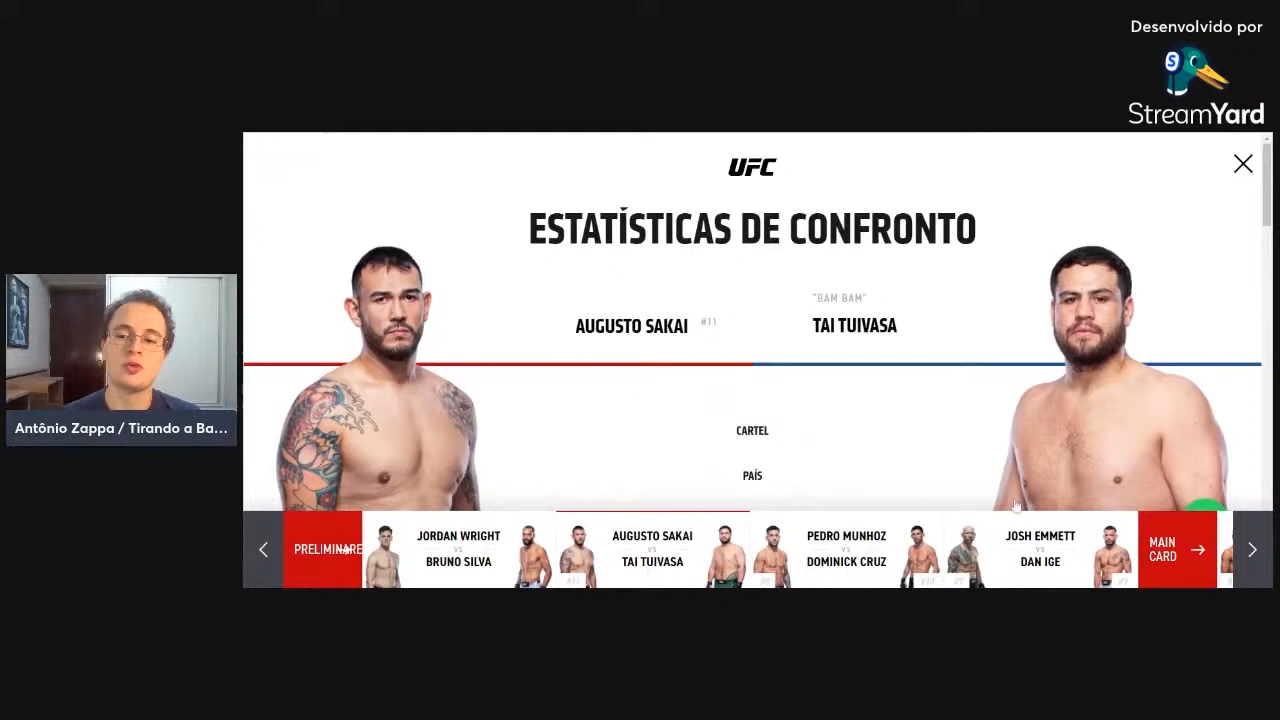 Desenvolvido por
S
StreamYard
UFC
ESTATÍSTICAS DE CONFRONTO
"BAM BAM"
AUGUSTO SAKAI #11
TAI TUIVASA
CARTEL
PAÍS
Antônio Zappa / Tirando a Ba...
PRELIMINARE
JORDAN WRIGHT
VS
BRUNO SILVA
AUGUSTO SAKAI
VS
TAI TUIVASA
#11
PEDRO MUNHOZ
VS
DOMINICK CRUZ
JOSH EMMETT
VS
DAN IGE
#9
MAIN
CARD